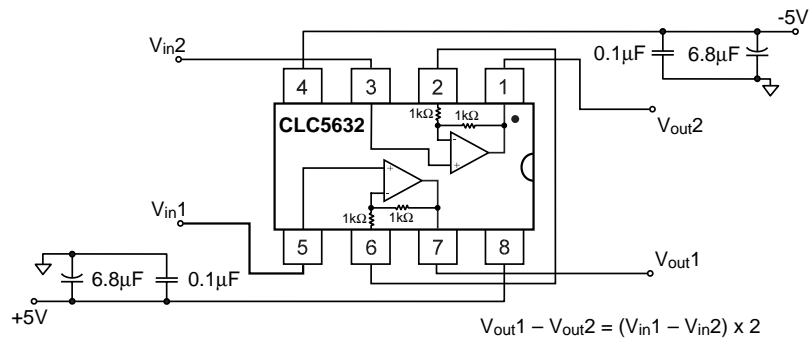 -5V
Vin2
0.1µF 6.8µF
4 3 2 1
1kΩ
1kΩ
CLC5632
Vout2
-
+
+
-
Vin1
1kΩ
1kΩ
5 6 7 8
6.8µF 0.1µF
Vout1
+5V
Vout1 – Vout2 = (Vin1 – Vin2) x 2